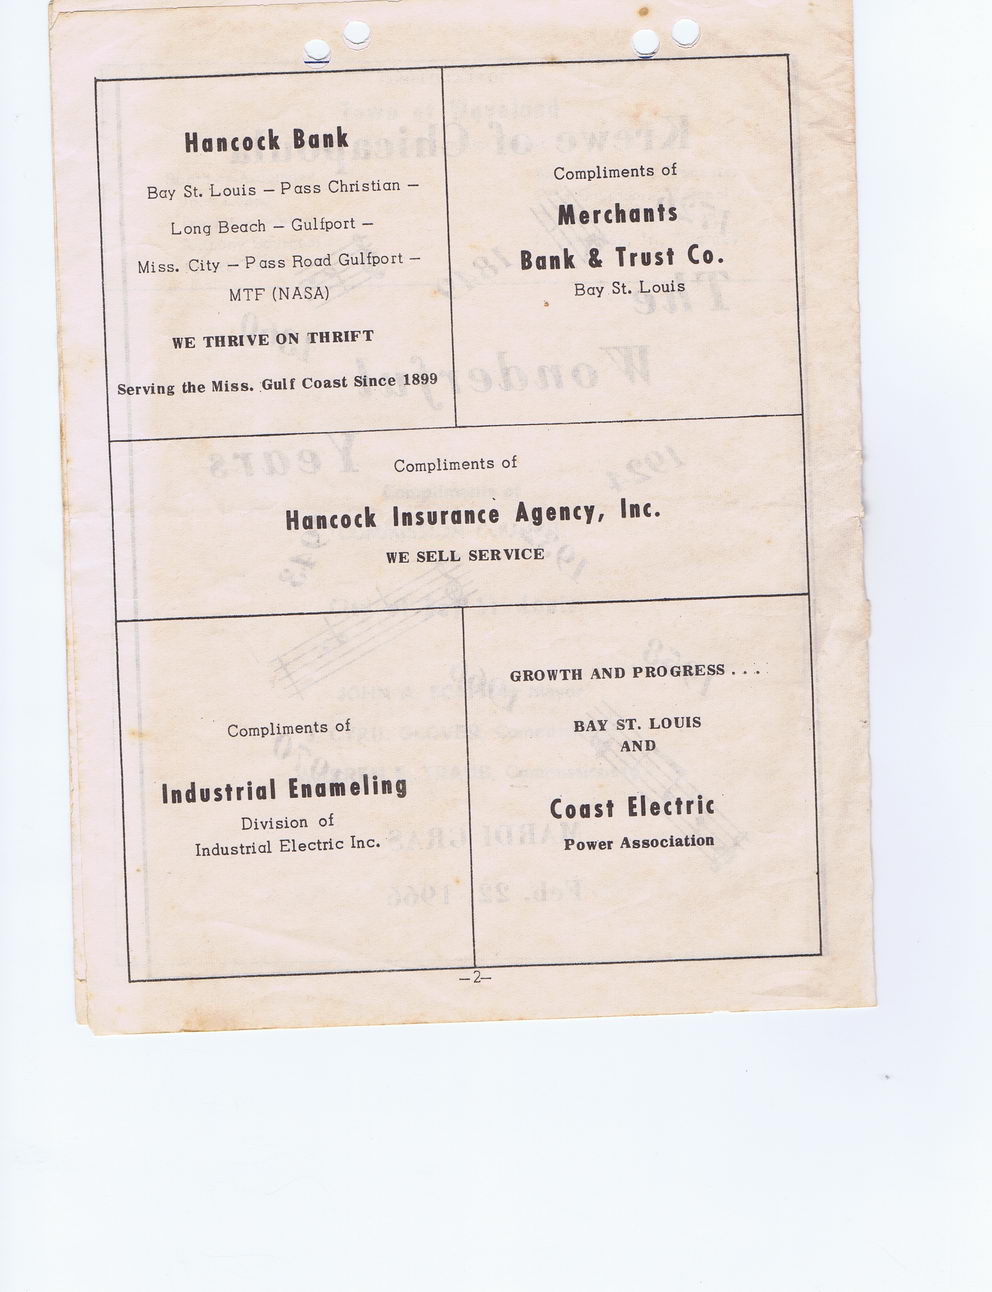 Hancock Bank
Bay St. Louis — Pass Christian —
Long Beach — Gulfport —
Miss. City — Pass Road Gulfport —
MTF (NASA)
WE THRIVE ON THRIFT
Serving the Miss. Gulf Coast Since 1899
Compliments of
Merchants
Bank & Trust Co.
Bay St. Louis
Compliments of
Hancock Insurance Agency, Inc.
WE SELL SERVICE
Compliments of
Industrial Enameling
Division of
Industrial Electric Inc.
GROWTH AND PROGRESS . . .
BAY ST. LOUIS
AND
Coast Electric
Power Association
—2—